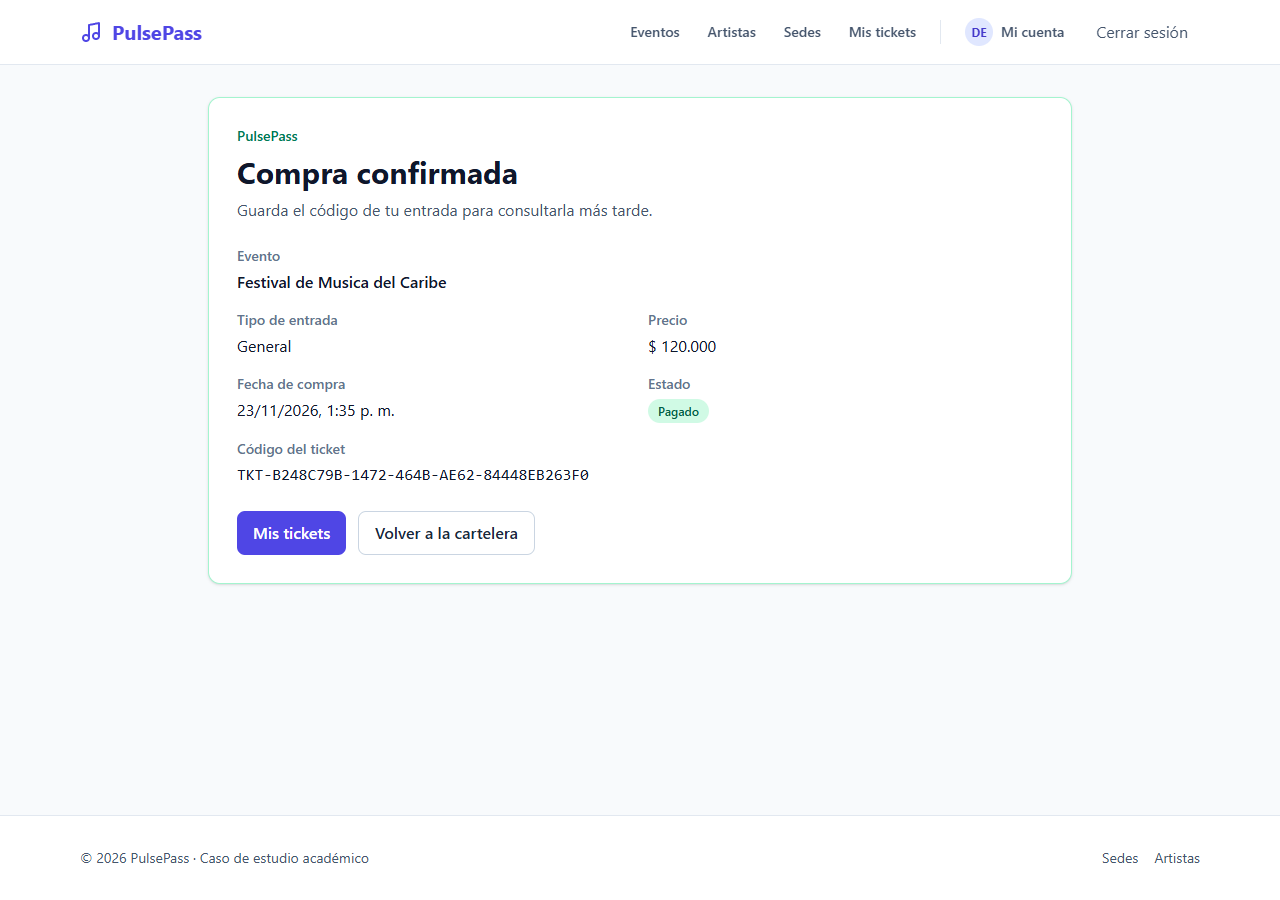 PulsePass
Eventos Artistas Sedes Mis tickets DE Mi cuenta Cerrar sesión
PulsePass
Compra confirmada
Guarda el código de tu entrada para consultarla más tarde.
Evento
Festival de Musica del Caribe
Tipo de entrada Precio
General $ 120.000
Fecha de compra Estado
23/11/2026, 1:35 p. m. Pagado
Código del ticket
TKT-B248C79B-1472-464B-AE62-84448EB263F0
Mis tickets Volver a la cartelera
© 2026 PulsePass · Caso de estudio académico Sedes Artistas